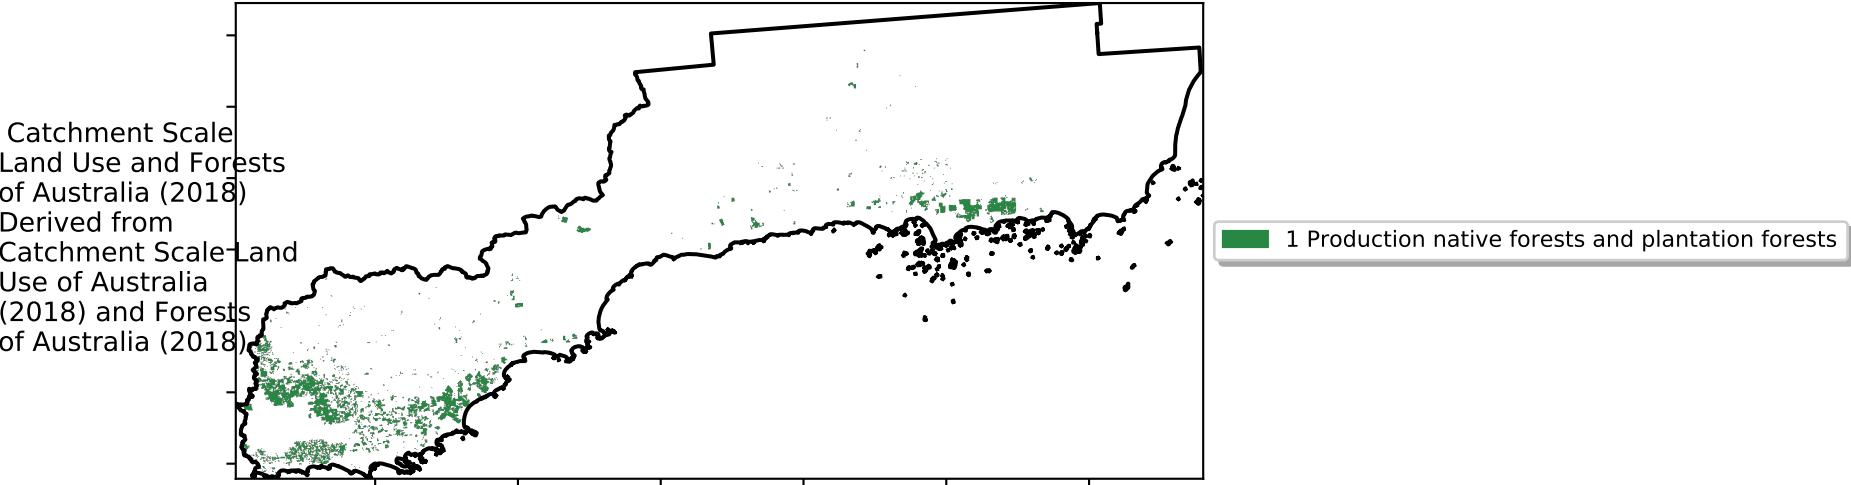 Catchment Scale
Land Use and Forests
of Australia (2018)
Derived from
Catchment Scale Land
Use of Australia
(2018) and Forests
of Australia (2018)
1 Production native forests and plantation forests